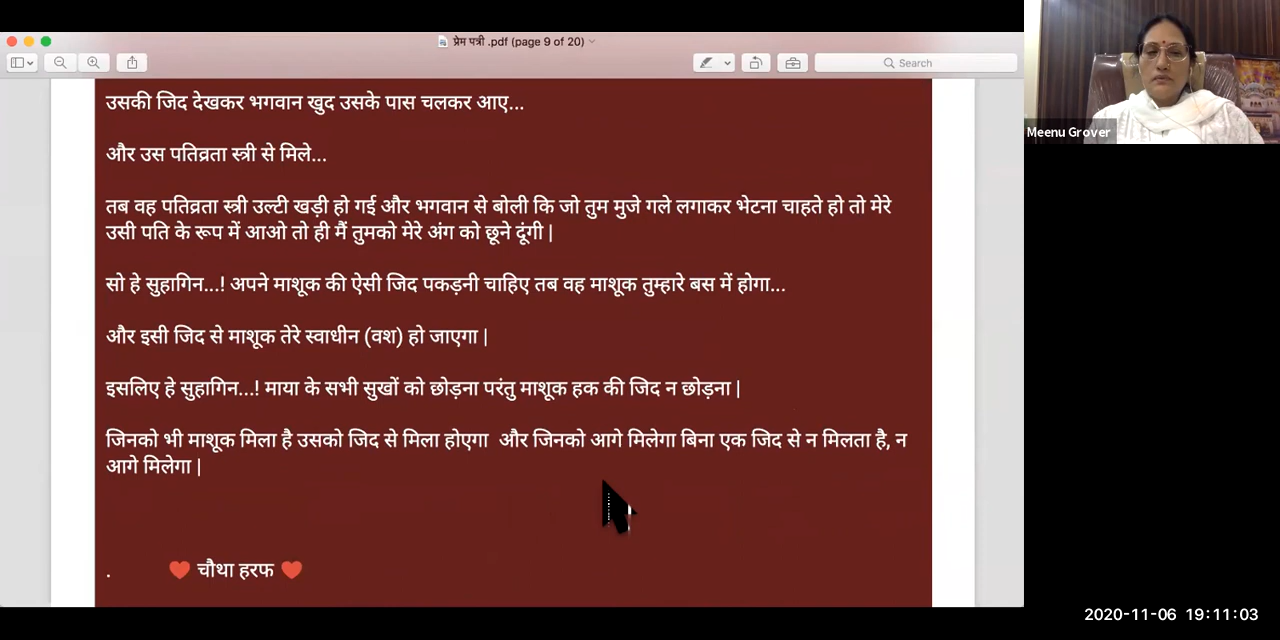 प्रेम पत्री .pdf (page 9 of 20)
Search
उसकी जिद देखकर भगवान खुद उसके पास चलकर आए...
और उस पतिव्रता स्त्री से मिले...
तब वह पतिव्रता स्त्री उल्टी खड़ी हो गई और भगवान से बोली कि जो तुम मुजे गले लगाकर भेटना चाहते हो तो मेरे
उसी पति के रूप में आओ तो ही मैं तुमको मेरे अंग को छूने दूंगी |
सो हे सुहागिन...! अपने माशूक की ऐसी जिद पकड़नी चाहिए तब वह माशूक तुम्हारे बस में होगा...
और इसी जिद से माशूक तेरे स्वाधीन (वश) हो जाएगा |
इसलिए हे सुहागिन...! माया के सभी सुखों को छोड़ना परंतु माशूक हक की जिद न छोड़ना |
जिनको भी माशूक मिला है उसको जिद से मिला होएगा  और जिनको आगे मिलेगा बिना एक जिद से न मिलता है, न
आगे मिलेगा |
. ♥ चौथा हरफ ♥
Meenu Grover
2020-11-06 19:11:03